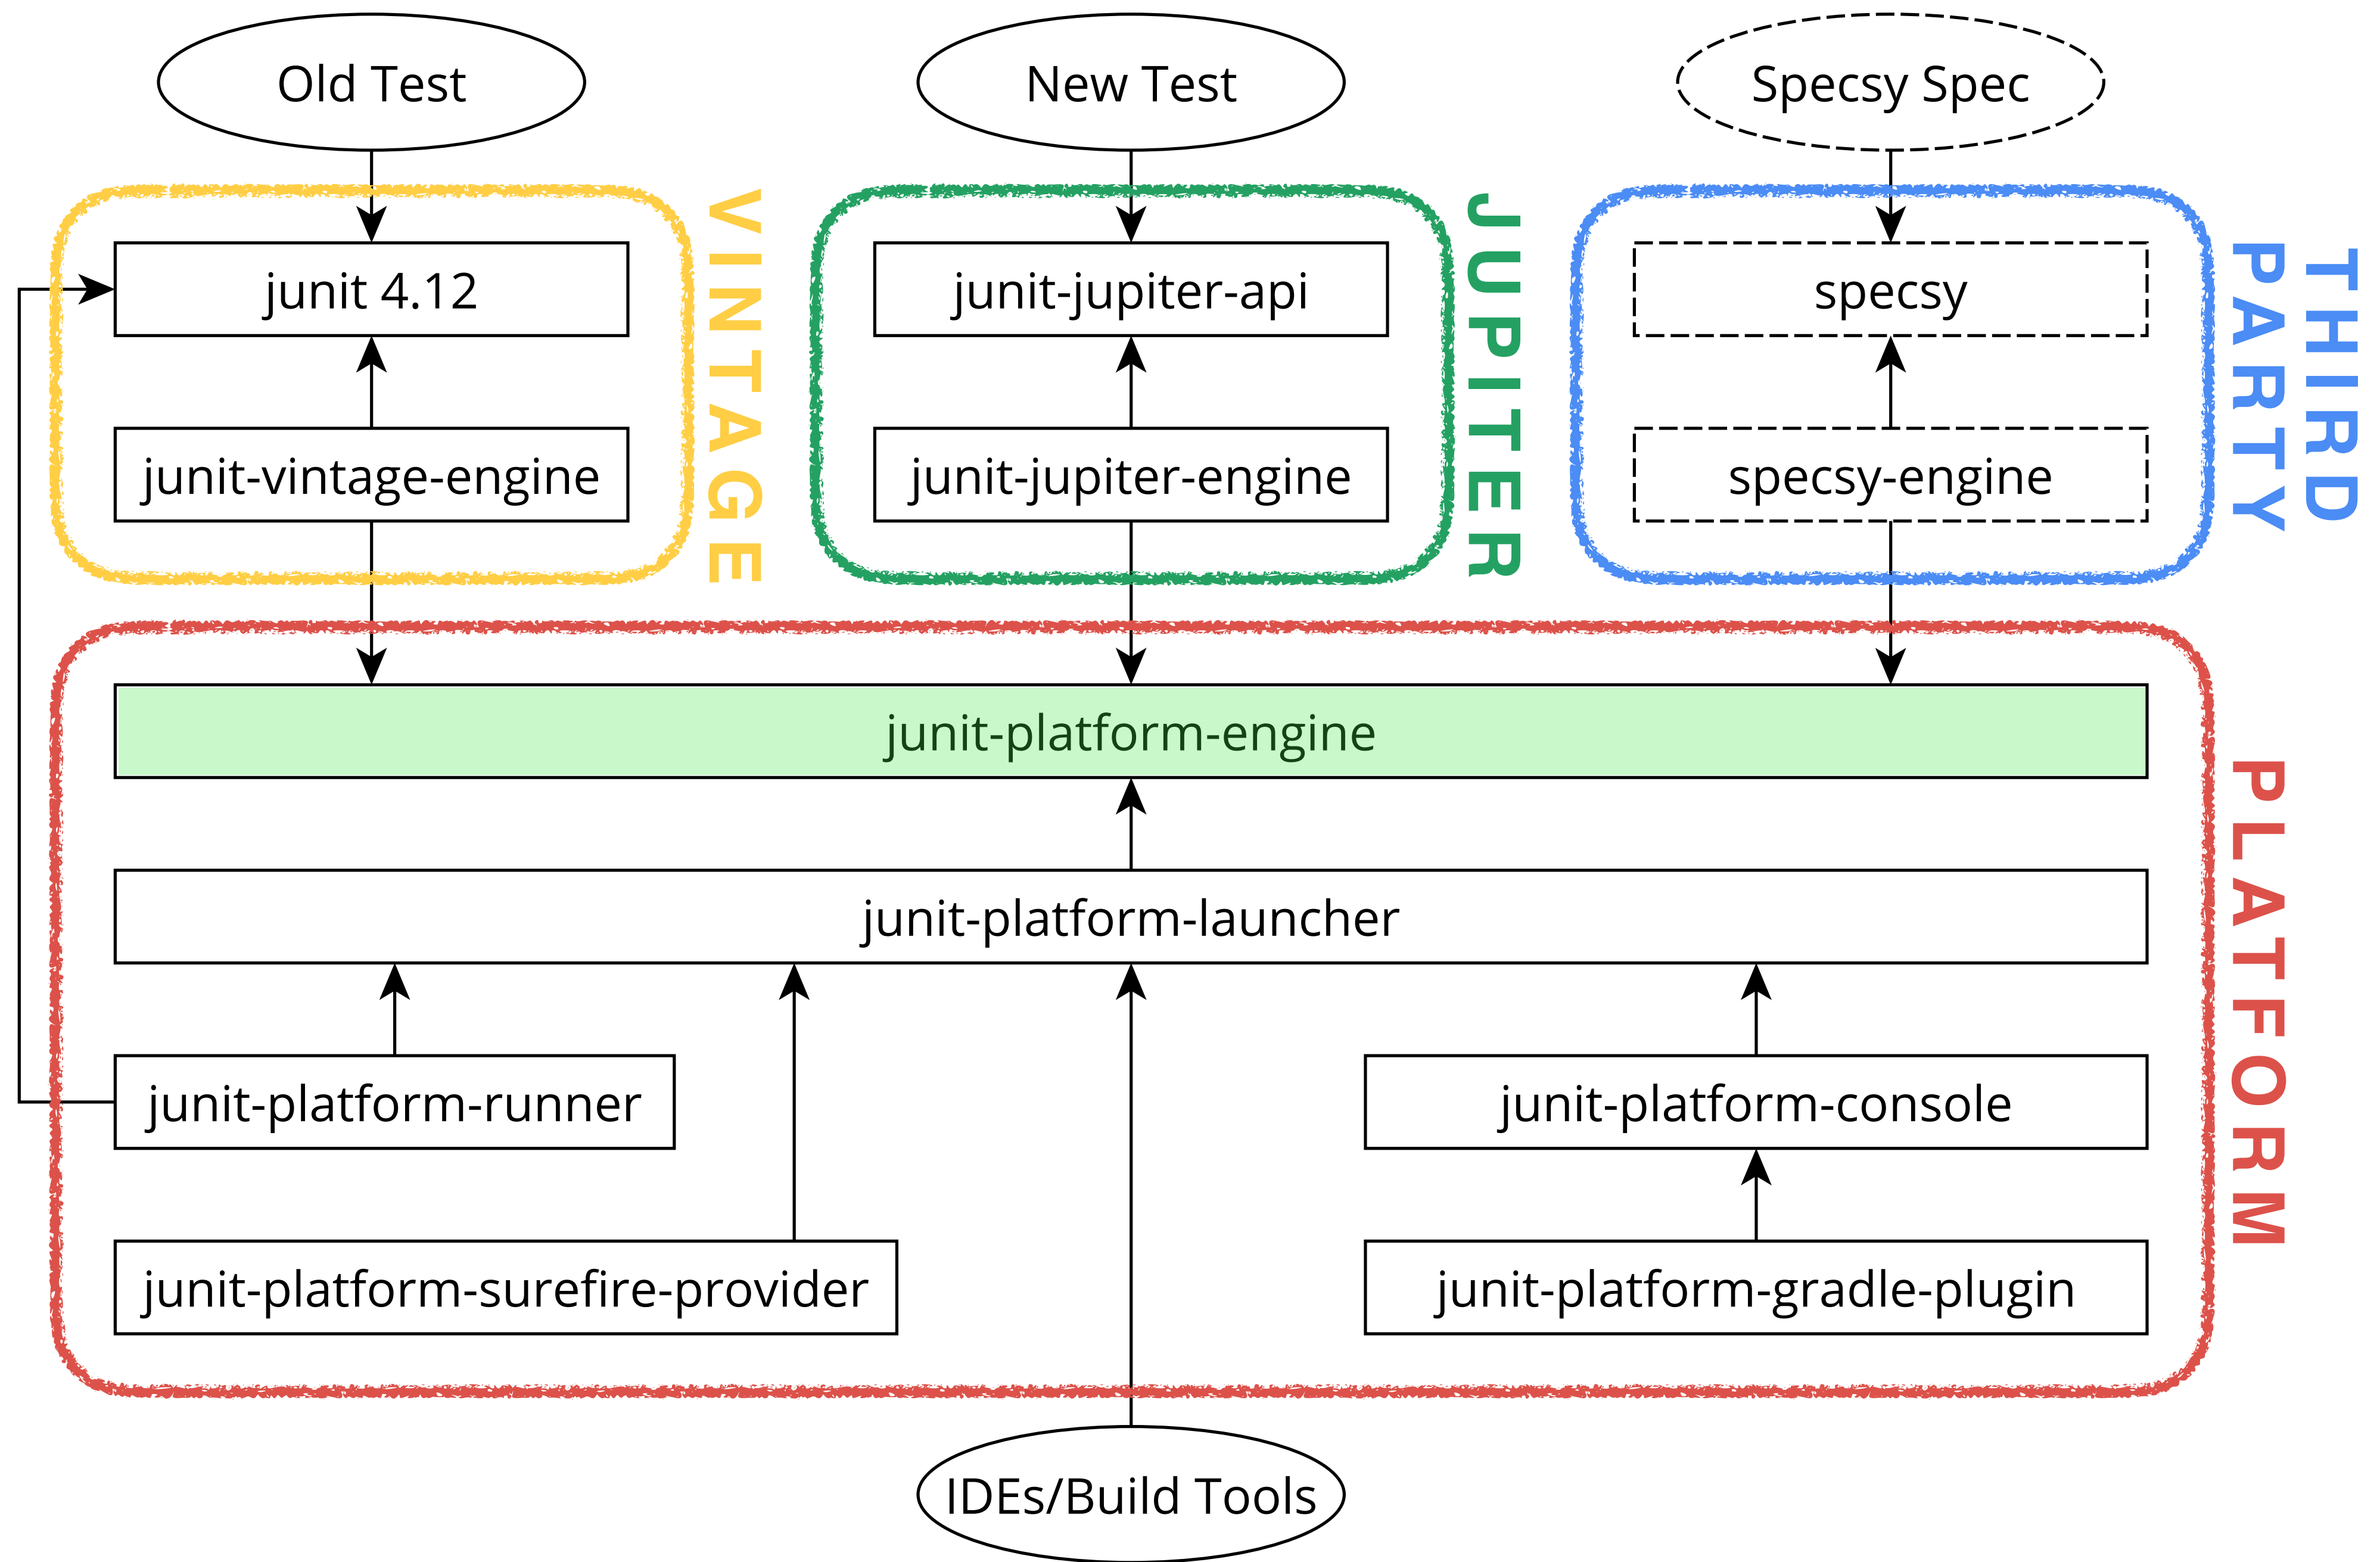 Old Test
New Test
Specsy Spec
VINTAGE
JUPITER
THIRD
PARTY
junit 4.12
junit-jupiter-api
specsy
junit-vintage-engine
junit-jupiter-engine
specsy-engine
PLATFORM
junit-platform-engine
junit-platform-launcher
junit-platform-runner
junit-platform-console
junit-platform-surefire-provider
junit-platform-gradle-plugin
IDEs/Build Tools